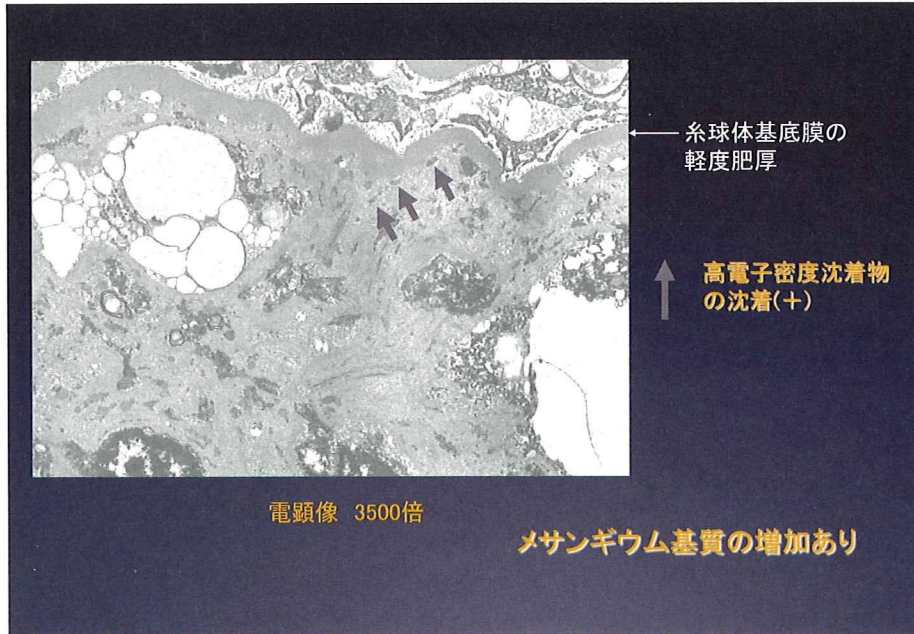 糸球体基底膜の
軽度肥厚
高電子密度沈着物
の沈着(+)
電顕像 3500倍
メサンギウム基質の増加あり